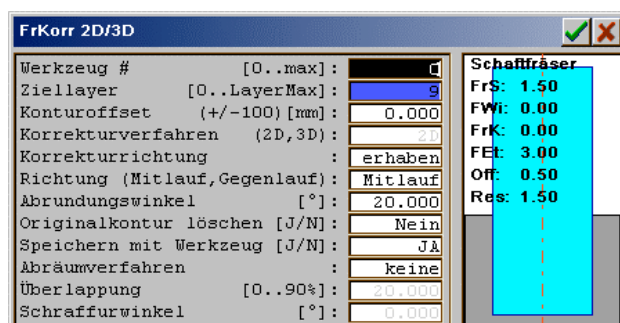 FrKorr 2D/3D
Werkzeug # [0..max]: 0
Ziellayer [0..LayerMax]: 9
Konturoffset (+/-100)[mm]: 0.000
Korrekturverfahren (2D,3D): 2D
Korrekturrichtung : erhaben
Richtung (Mitlauf,Gegenlauf): Mitlauf
Abrundungswinkel [°]: 20.000
Originalkontur löschen [J/N]: Nein
Speichern mit Werkzeug [J/N]: JA
Abräumverfahren : keine
Überlappung [0..90%]: 20.000
Schraffurwinkel [°]: 0.000
Schaftfräser
FrS: 1.50
FWi: 0.00
FrK: 0.00
FEt: 3.00
Off: 0.50
Res: 1.50